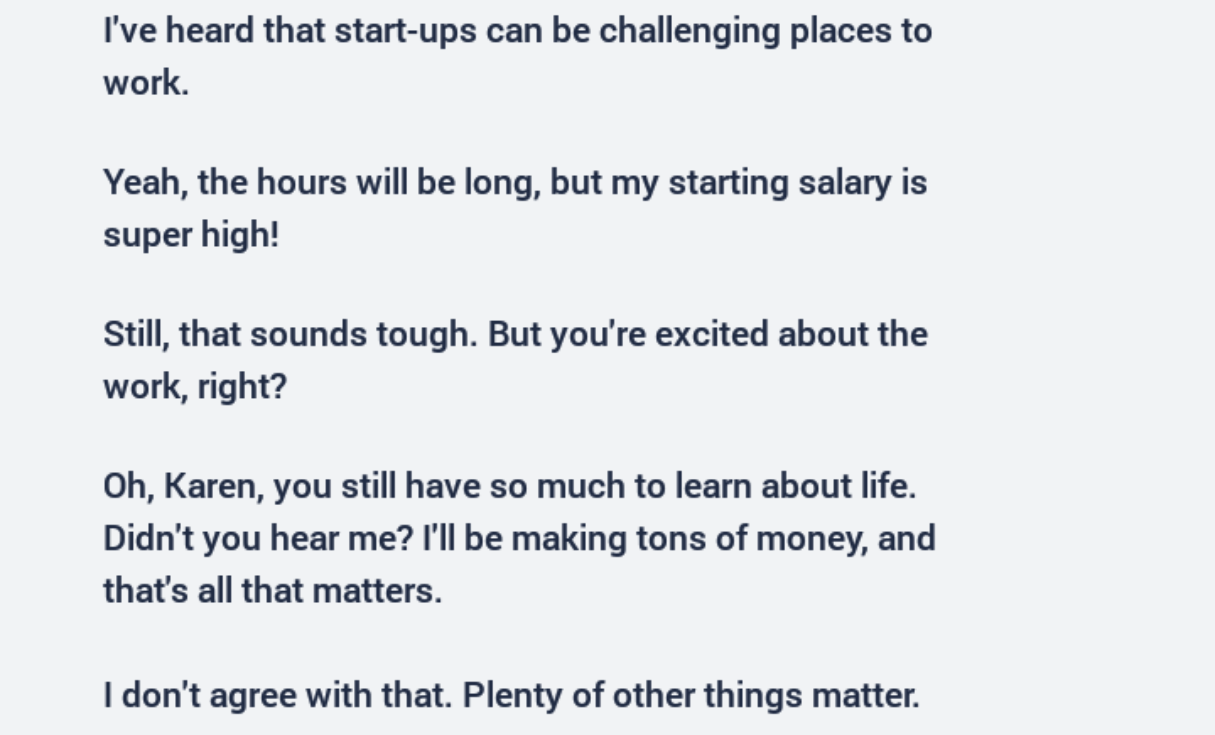 I've heard that start-ups can be challenging places to
work.
Yeah, the hours will be long, but my starting salary is
super high!
Still, that sounds tough. But you're excited about the
work, right?
Oh, Karen, you still have so much to learn about life.
Didn't you hear me? I'll be making tons of money, and
that's all that matters.
I don't agree with that. Plenty of other things matter.